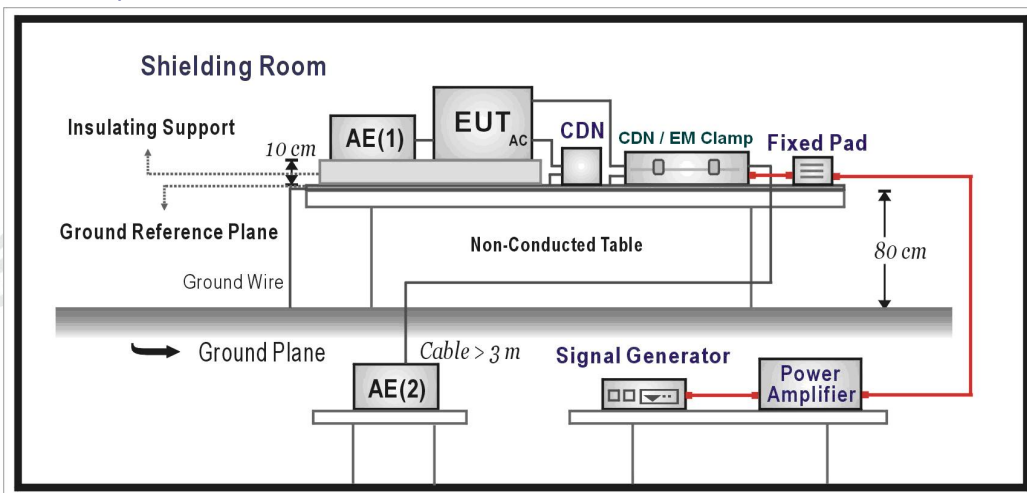 Shielding Room
Insulating Support
10 cm
AE(1)
EUT
AC
CDN
CDN / EM Clamp
Fixed Pad
Ground Reference Plane
Non-Conducted Table
80 cm
Ground Wire
Ground Plane
Cable > 3 m
Signal Generator
AE(2)
Power
Amplifier